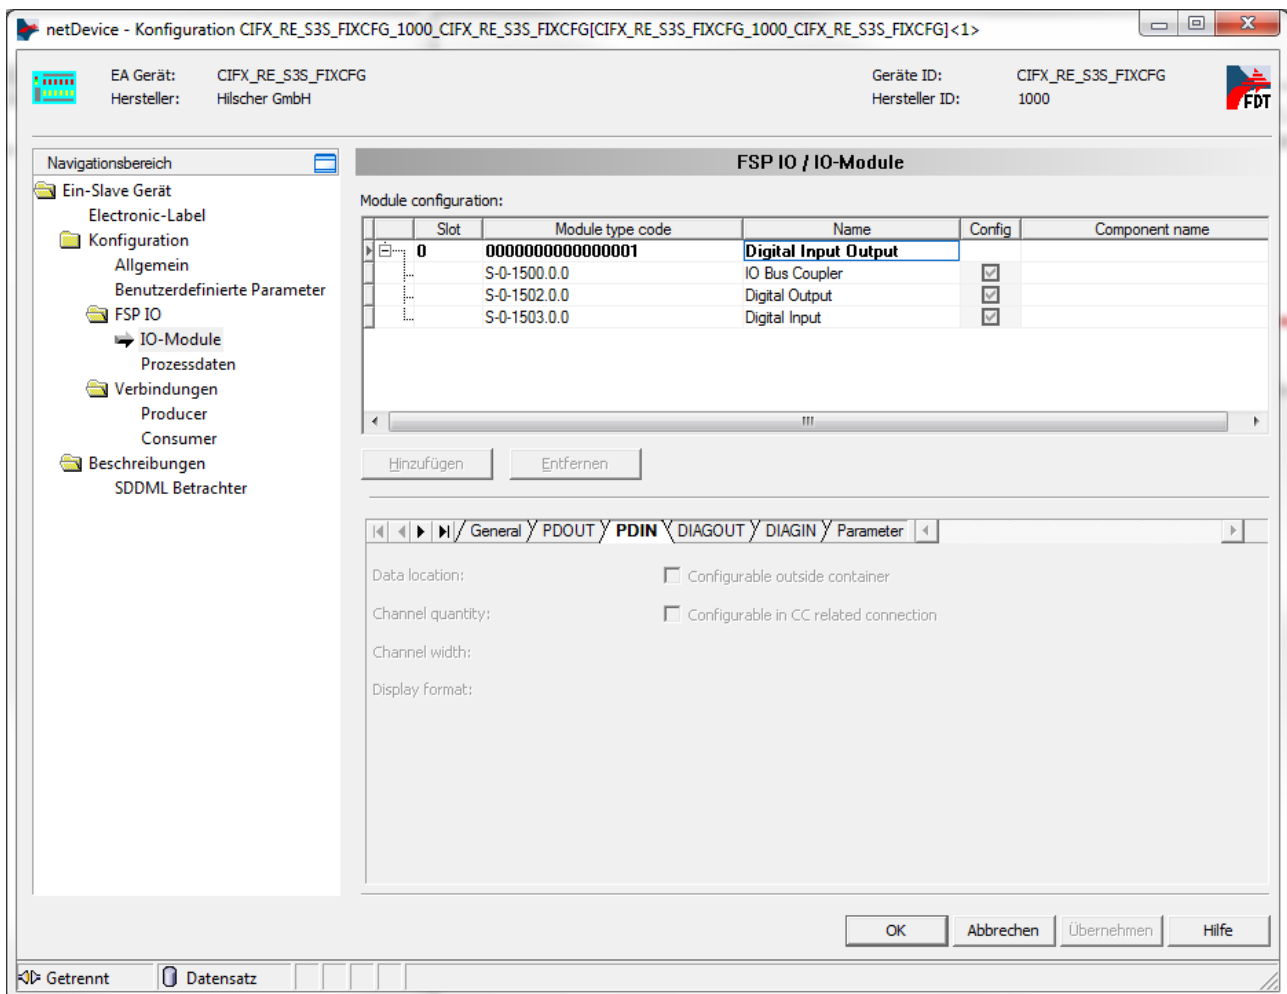 netDevice - Konfiguration CIFX_RE_S3S_FIXCFG_1000_CIFX_RE_S3S_FIXCFG[CIFX_RE_S3S_FIXCFG_1000_CIFX_RE_S3S_FIXCFG]<1>
EA Gerät: CIFX_RE_S3S_FIXCFG Geräte ID: CIFX_RE_S3S_FIXCFG
Hersteller: Hilscher GmbH Hersteller ID: 1000
FDT
Navigationsbereich
Ein-Slave Gerät
Electronic-Label
Konfiguration
Allgemein
Benutzerdefinierte Parameter
FSP IO
IO-Module
Prozessdaten
Verbindungen
Producer
Consumer
Beschreibungen
SDDML Betrachter
FSP IO / IO-Module
Module configuration:
Slot Module type code Name Config Component name
0 0000000000000001 Digital Input Output
S-0-1500.0.0 IO Bus Coupler
S-0-1502.0.0 Digital Output
S-0-1503.0.0 Digital Input
Hinzufügen Entfernen
General PDOUT PDIN DIAGOUT DIAGIN Parameter
Data location: Configurable outside container
Channel quantity: Configurable in CC related connection
Channel width:
Display format:
OK Abbrechen Übernehmen Hilfe
Getrennt Datensatz